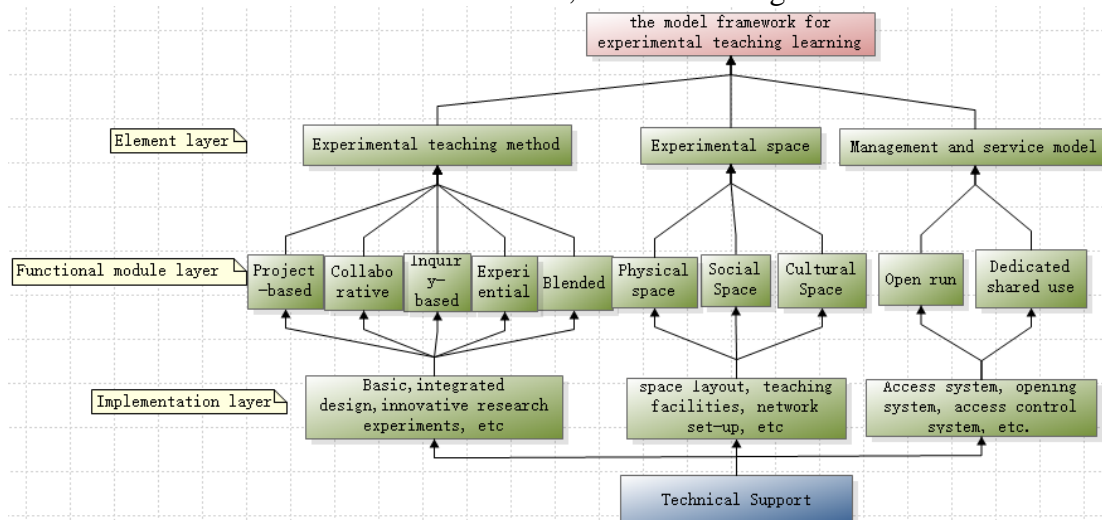 the model framework for
experimental teaching learning
Element layer
Experimental teaching method
Experimental space
Management and service model
Functional module layer
Project
-based
Collabo
rative
Inquir
y-
based
Experi
ential
Blended
Physical
space
Social
Space
Cultural
Space
Open run
Dedicated
shared use
Implementation layer
Basic, integrated
design, innovative research
experiments, etc
space layout, teaching
facilities, network
set-up, etc
Access system, opening
system, access control
system, etc.
Technical Support